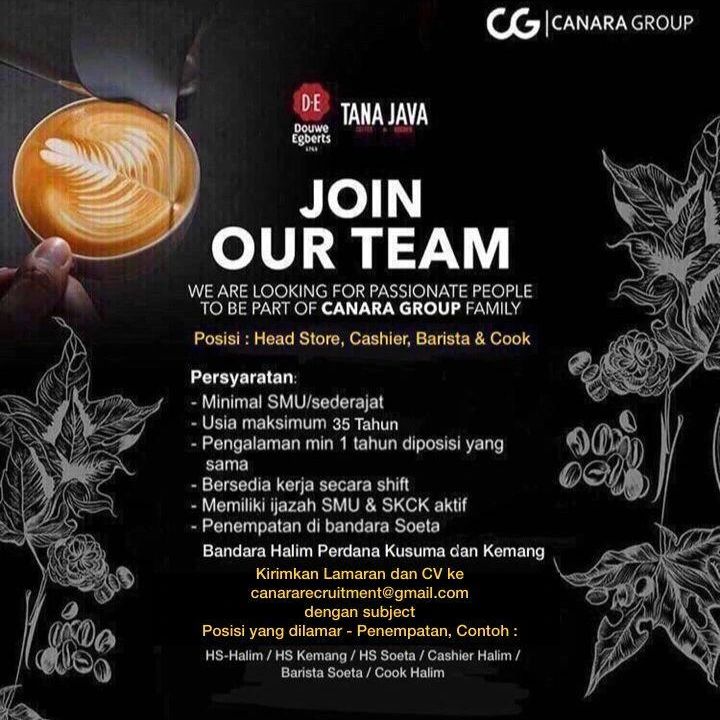 CG | CANARA GROUP
D·E
Douwe
Egberts
1753
TANA JAVA
JOIN
OUR TEAM
WE ARE LOOKING FOR PASSIONATE PEOPLE
TO BE PART OF CANARA GROUP FAMILY
Posisi : Head Store, Cashier, Barista & Cook
Persyaratan:
- Minimal SMU/sederajat
- Usia maksimum 35 Tahun
- Pengalaman min 1 tahun diposisi yang
sama
- Bersedia kerja secara shift
- Memiliki ijazah SMU & SKCK aktif
- Penempatan di bandara Soeta
Bandara Halim Perdana Kusuma dan Kemang
Kirimkan Lamaran dan CV ke
canararecruitment@gmail.com
dengan subject
Posisi yang dilamar - Penempatan, Contoh :
HS-Halim / HS Kemang / HS Soeta / Cashier Halim /
Barista Soeta / Cook Halim